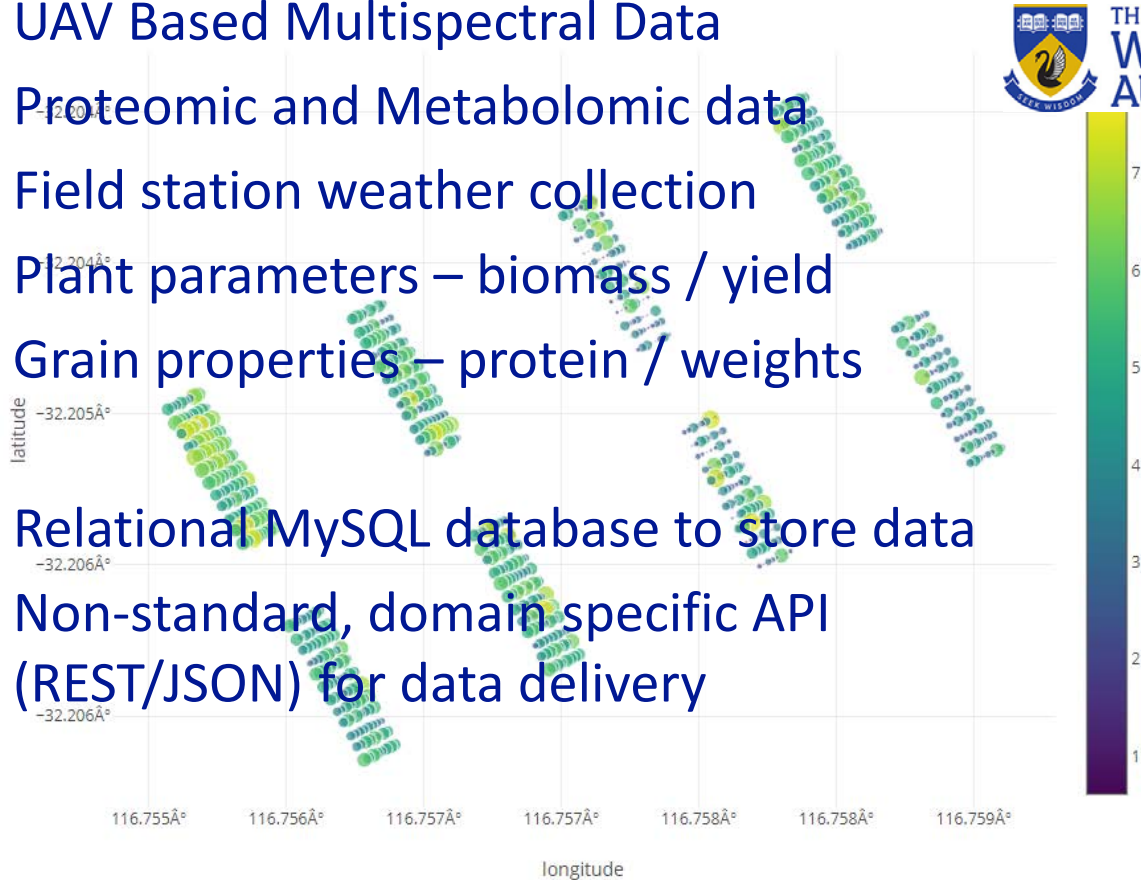 UAV Based Multispectral Data
TH
W
A
SEEK WISDOM
Proteomic and Metabolomic data
−32.204Â°
7
Field station weather collection
−32.204Â°
Plant parameters – biomass / yield
6
Grain properties – protein / weights
5
latitude
−32.205Â°
4
Relational MySQL database to store data
−32.206Â°
3
Non-standard, domain specific API
2
(REST/JSON) for data delivery
−32.206Â°
1
116.755Â° 116.756Â° 116.757Â° 116.757Â° 116.758Â° 116.758Â° 116.759Â°
longitude